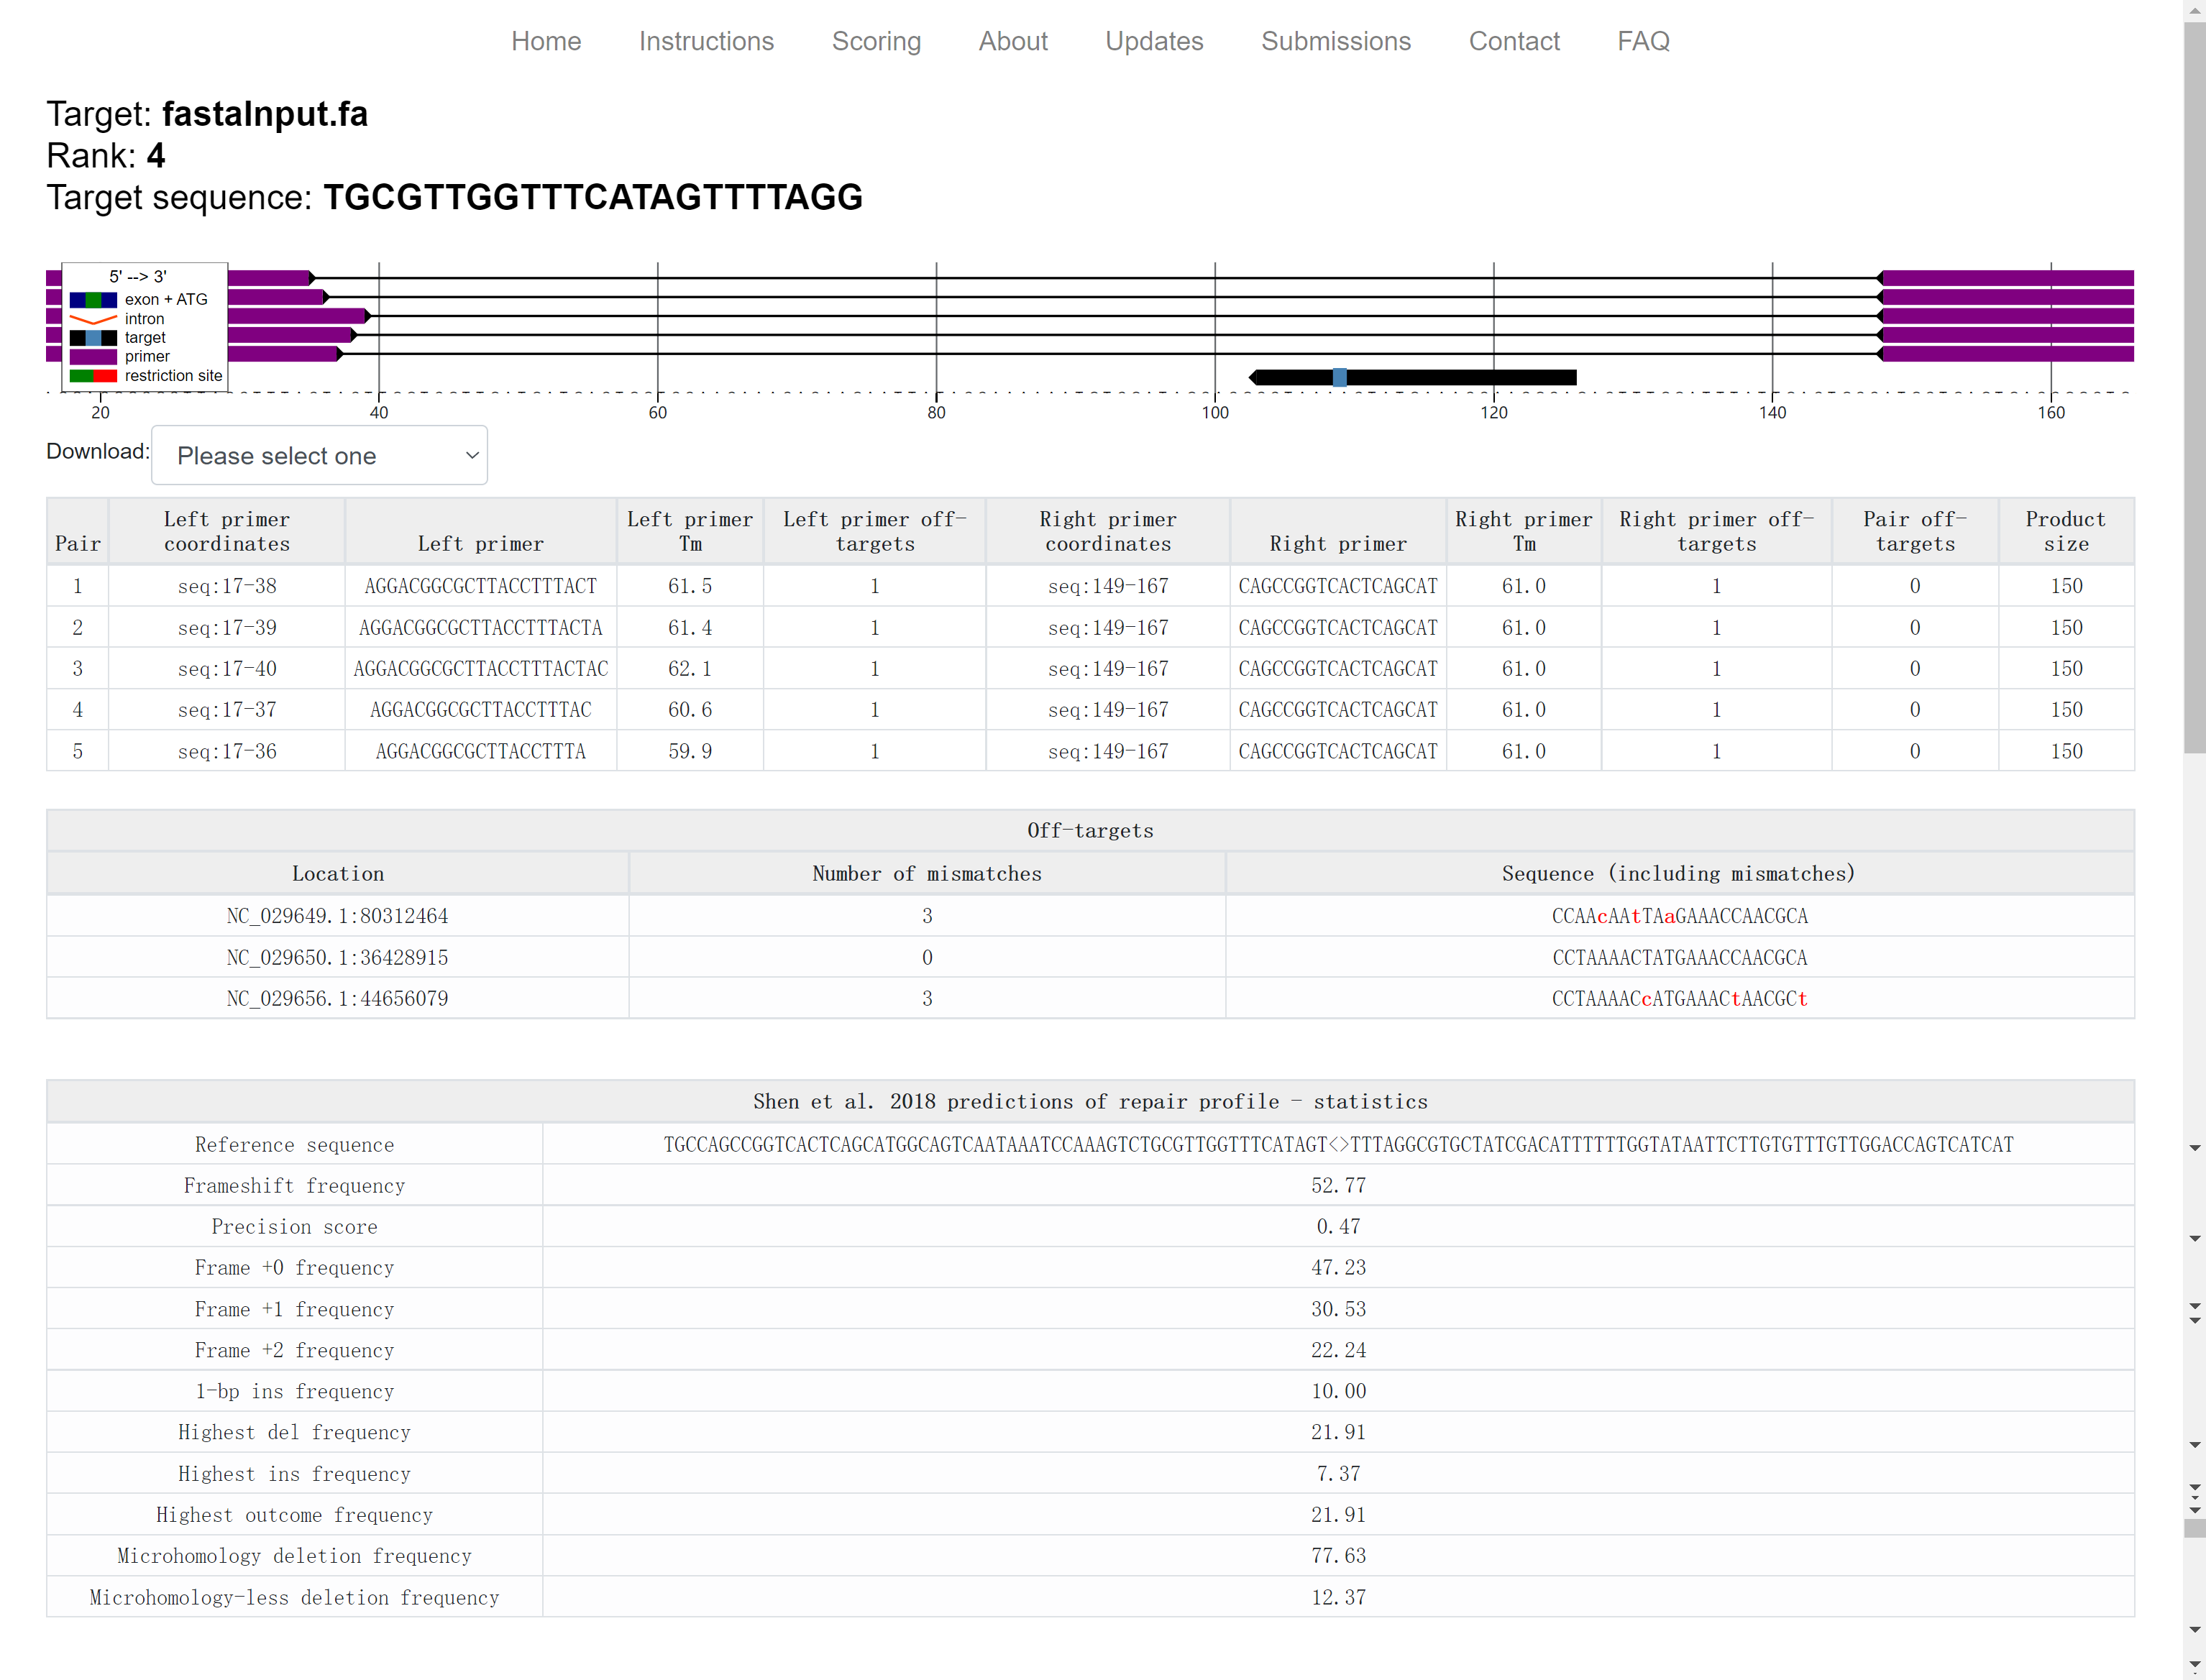 Home Instructions Scoring About Updates Submissions Contact FAQ
Target: fastaInput.fa
Rank: 4
Target sequence: TGCGTTGGTTTCATAGTTTTAGG
5' --> 3'
exon + ATG
intron
target
primer
restriction site
20 40 60 80 100 120 140 160
Download: Please select one
Pair Left primer coordinates Left primer Left primer Tm Left primer off-targets Right primer coordinates Right primer Right primer Tm Right primer off-targets Pair off-targets Product size
1 seq:17-38 AGGACGGCGCTTACCTTTACT 61.5 1 seq:149-167 CAGCCGGTCACTCAGCAT 61.0 1 0 150
2 seq:17-39 AGGACGGCGCTTACCTTTACTA 61.4 1 seq:149-167 CAGCCGGTCACTCAGCAT 61.0 1 0 150
3 seq:17-40 AGGACGGCGCTTACCTTTACTAC 62.1 1 seq:149-167 CAGCCGGTCACTCAGCAT 61.0 1 0 150
4 seq:17-37 AGGACGGCGCTTACCTTTAC 60.6 1 seq:149-167 CAGCCGGTCACTCAGCAT 61.0 1 0 150
5 seq:17-36 AGGACGGCGCTTACCTTTA 59.9 1 seq:149-167 CAGCCGGTCACTCAGCAT 61.0 1 0 150
Off-targets
Location Number of mismatches Sequence (including mismatches)
NC_029649.1:80312464 3 CCAAcAAtTAaGAAACCAACGCA
NC_029650.1:36428915 0 CCTAAAACTATGAAACCAACGCA
NC_029656.1:44656079 3 CCTAAAACcATGAAACtAACGCt
Shen et al. 2018 predictions of repair profile - statistics
Reference sequence TGCCAGCCGGTCACTCAGCATGGCAGTCAATAAATCCAAAGTCTGCGTTGGTTTCATAGT<>TTTAGGCGTGCTATCGACATTTTTTGGTATAATTCTTGTGTTTGTTGGACCAGTCATCAT
Frameshift frequency 52.77
Precision score 0.47
Frame +0 frequency 47.23
Frame +1 frequency 30.53
Frame +2 frequency 22.24
1-bp ins frequency 10.00
Highest del frequency 21.91
Highest ins frequency 7.37
Highest outcome frequency 21.91
Microhomology deletion frequency 77.63
Microhomology-less deletion frequency 12.37